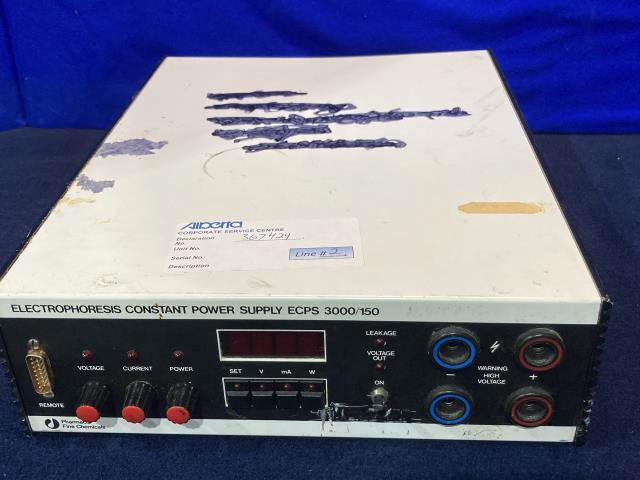 Alberta
CORPORATE SERVICE CENTRE
Declaration No. 367424
Unit No.
Serial No.
Line # 2
Description
ELECTROPHORESIS CONSTANT POWER SUPPLY ECPS 3000/150
LEAKAGE
VOLTAGE CURRENT POWER
VOLTAGE OUT
SET V mA W
ON
WARNING
HIGH
VOLTAGE
− +
REMOTE
Fine Chemicals